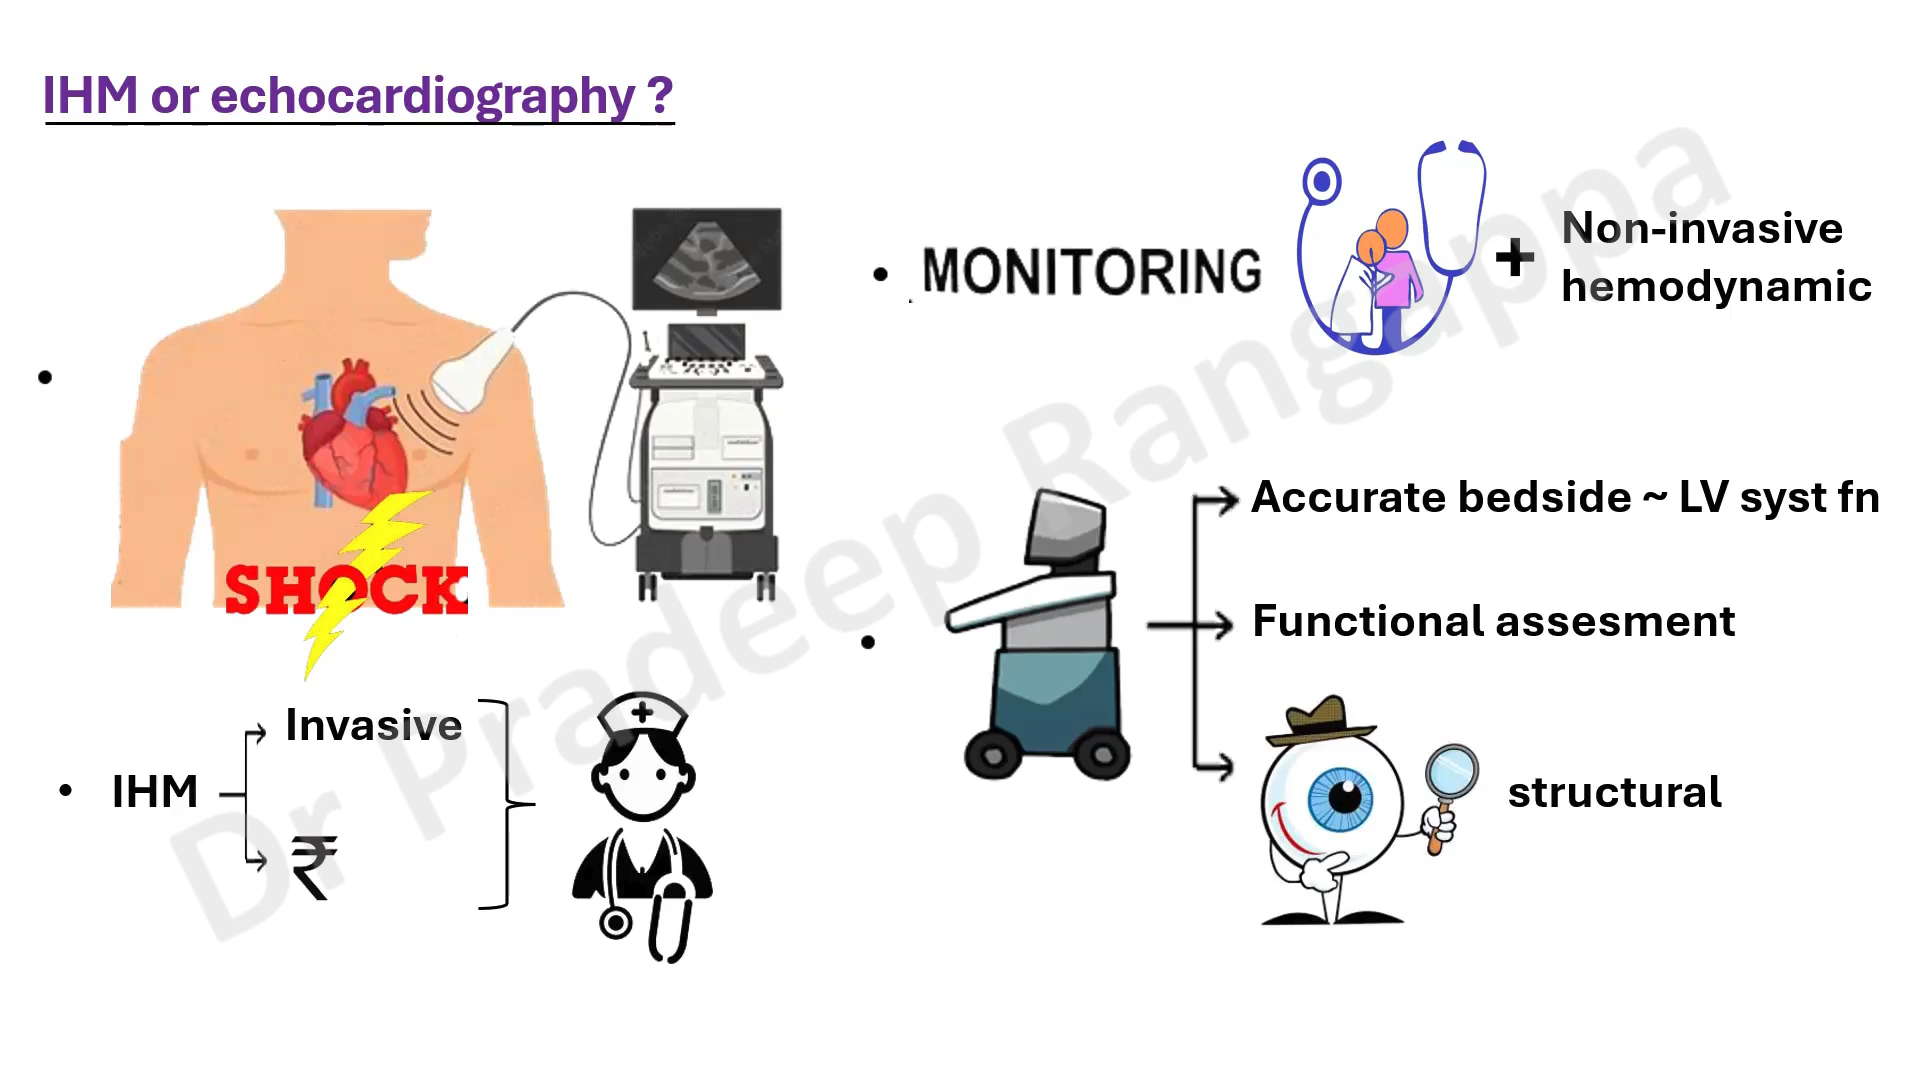 IHM or echocardiography ?
SHOCK
IHM
Invasive
₹
MONITORING
+
Non-invasive
hemodynamic
Accurate bedside ~ LV syst fn
Functional assesment
structural
Dr Pradeep Rangappa